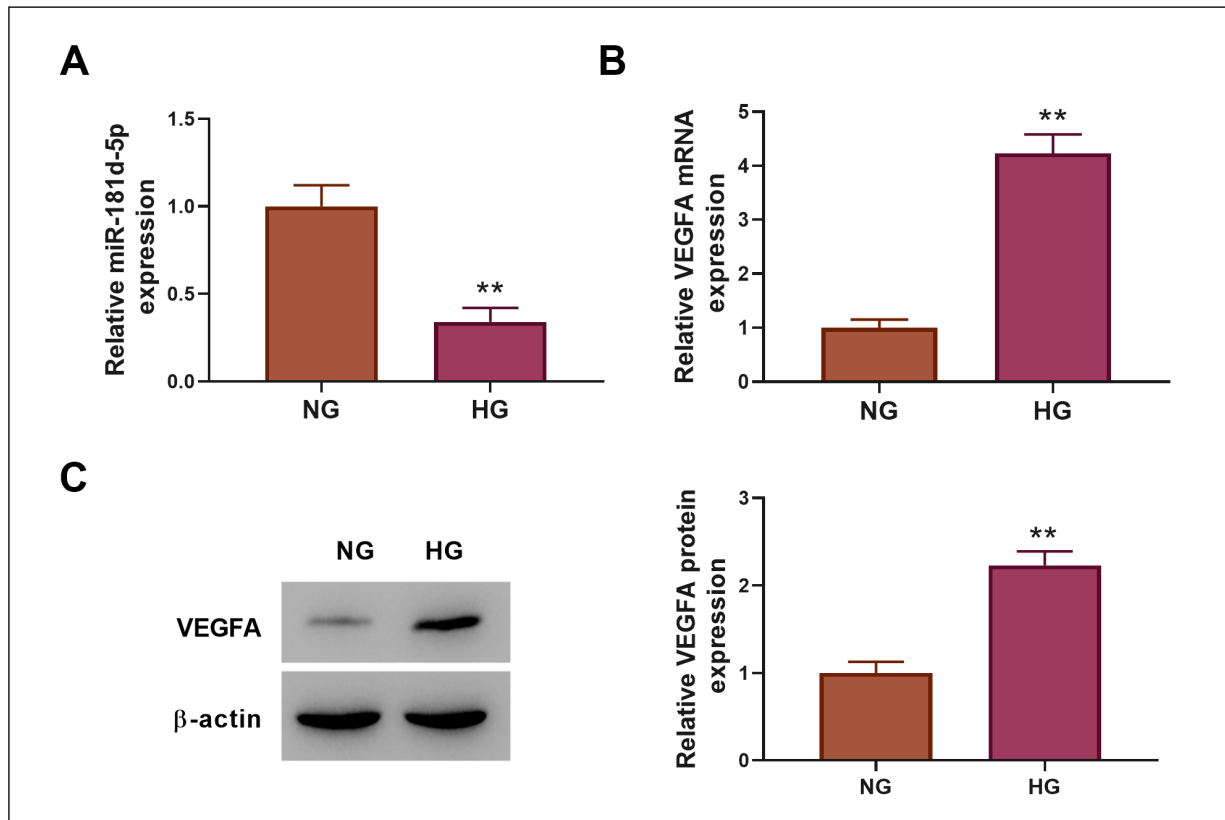 A
Relative miR-181d-5p
expression
1.5
1.0
0.5
0.0
**
NG HG
B
Relative VEGFA mRNA
expression
5
4
3
2
1
0
**
NG HG
C
NG HG
VEGFA
β-actin
Relative VEGFA protein
expression
3
2
1
0
**
NG HG